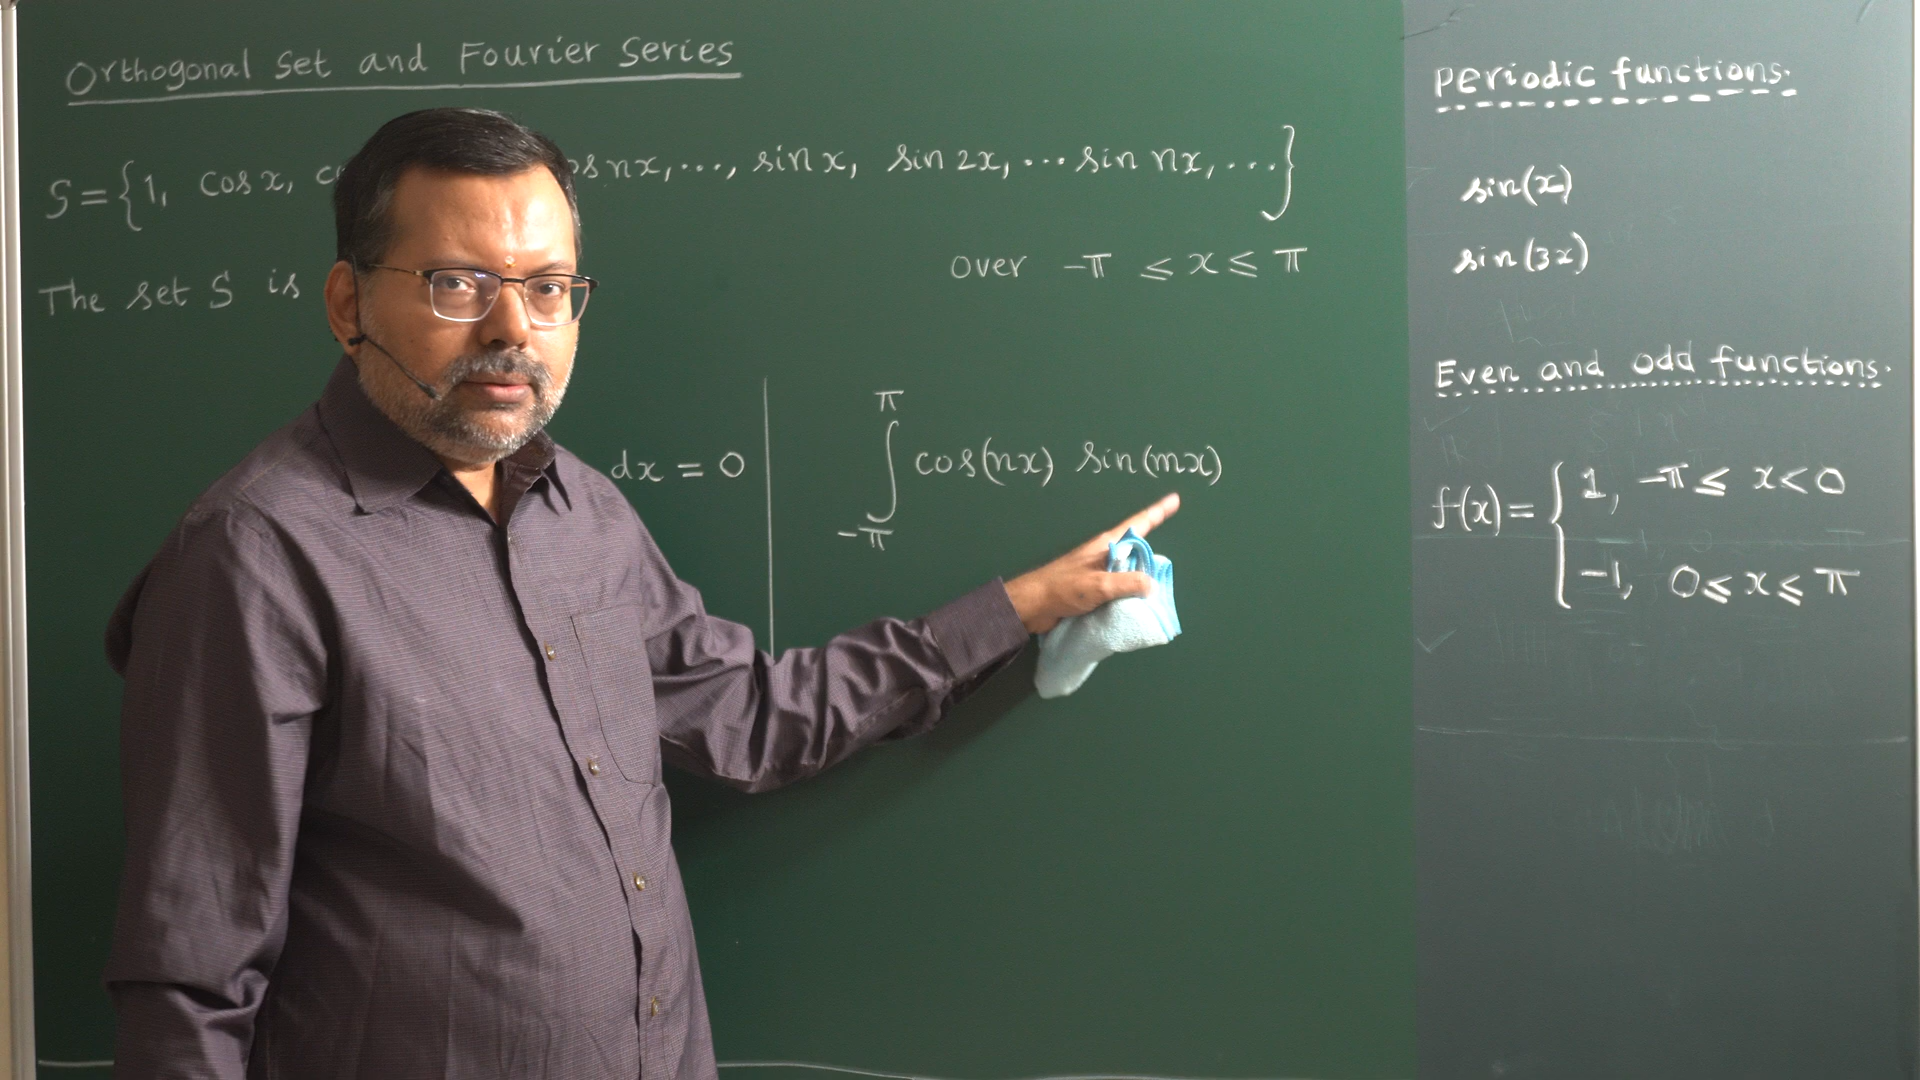 Orthogonal Set and Fourier Series
S = {1, cos x, cos nx, ..., sin x, sin 2x, ... sin nx, ...}
The set S is over -π ≤ x ≤ π
dx = 0
π
∫ cos(nx) sin(mx)
-π
Periodic functions.
sin(x)
sin(3x)
Even and odd functions.
f(x) = { 1, -π ≤ x < 0
-1, 0 ≤ x ≤ π